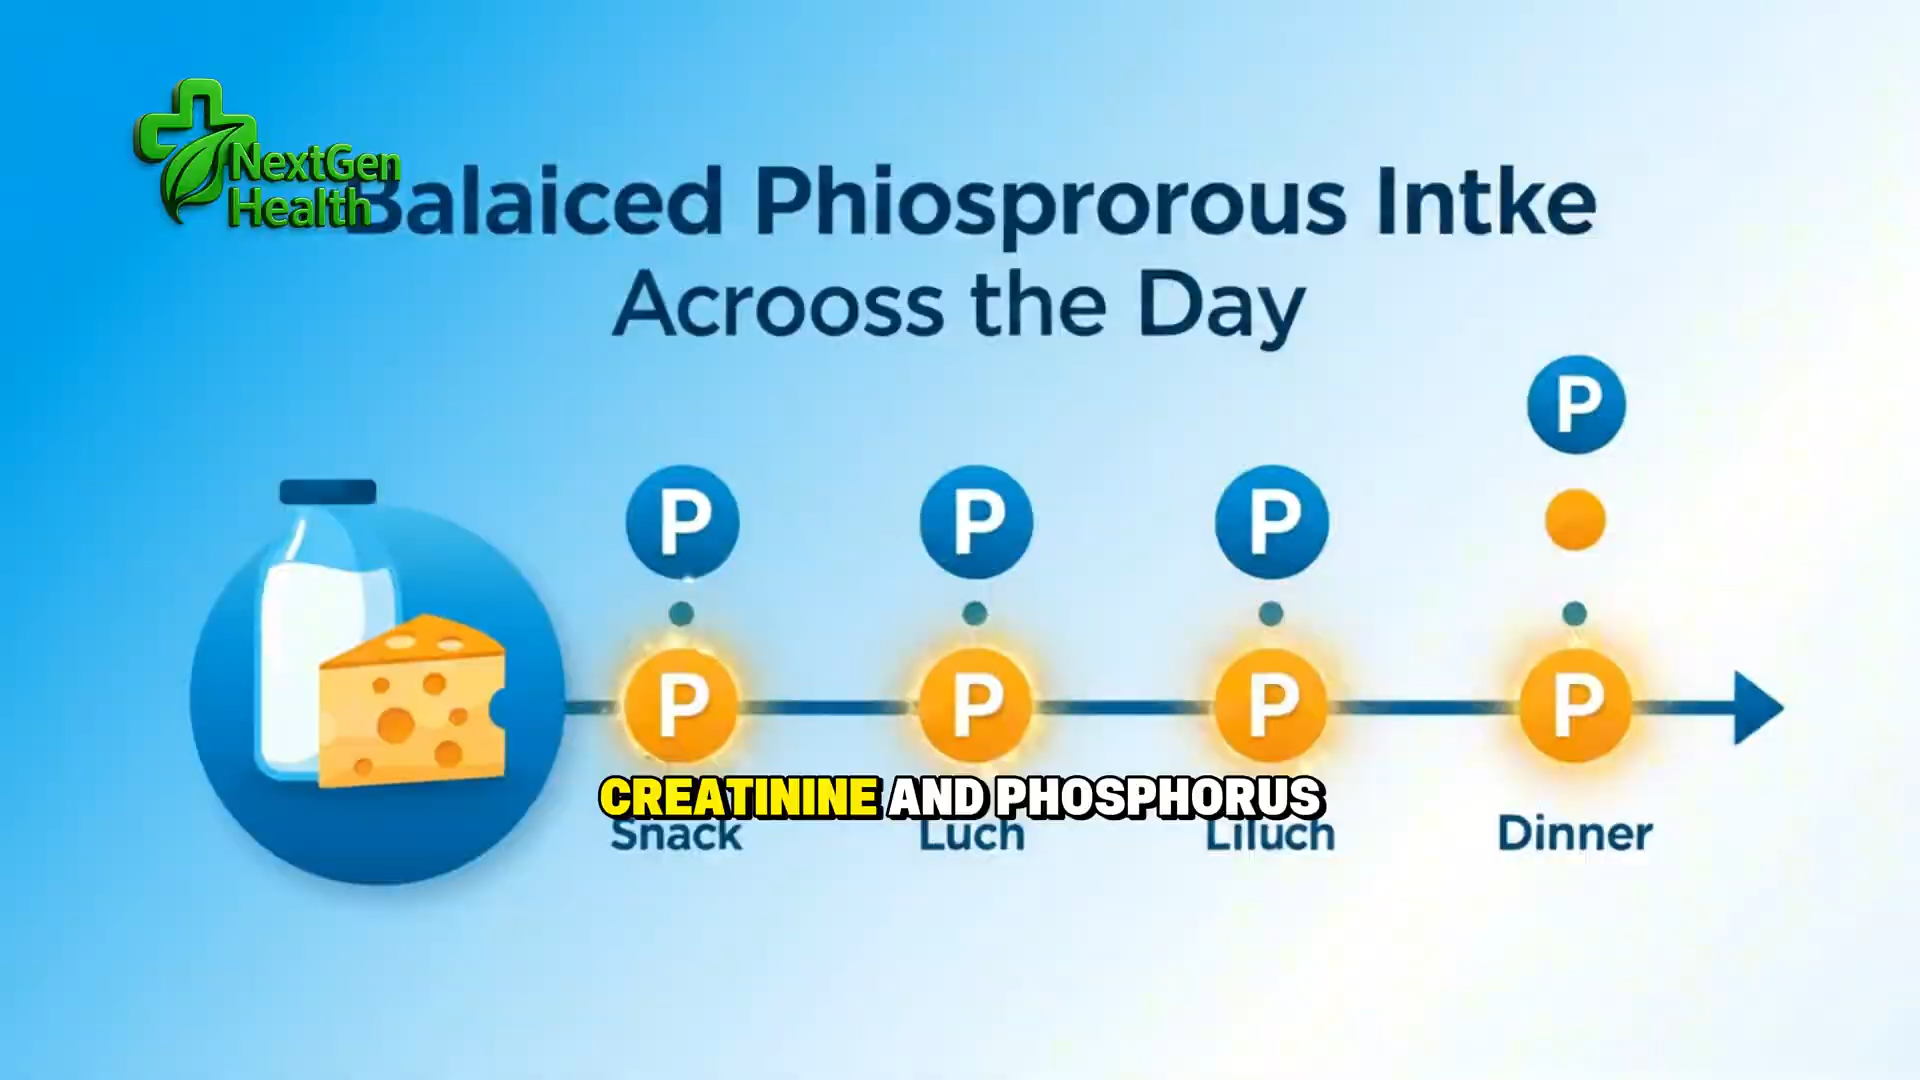 NextGen
Health
Balaiced Phiosprorous Intke
Acrooss the Day
P
P P P
P P P P
CREATININE AND PHOSPHORUS
Snack Luch Liluch Dinner